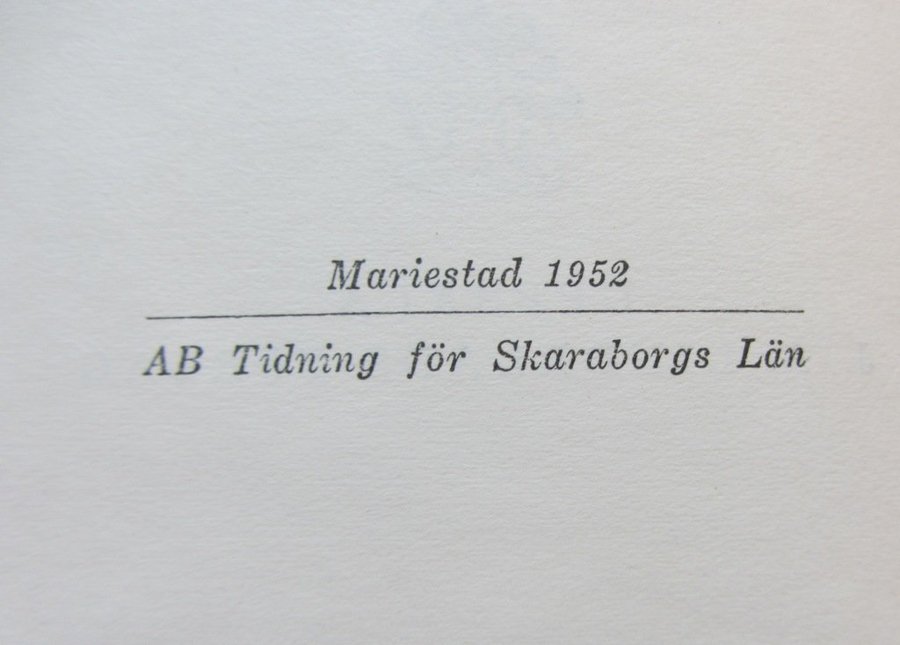 Mariestad 1952
AB Tidning för Skaraborgs Län